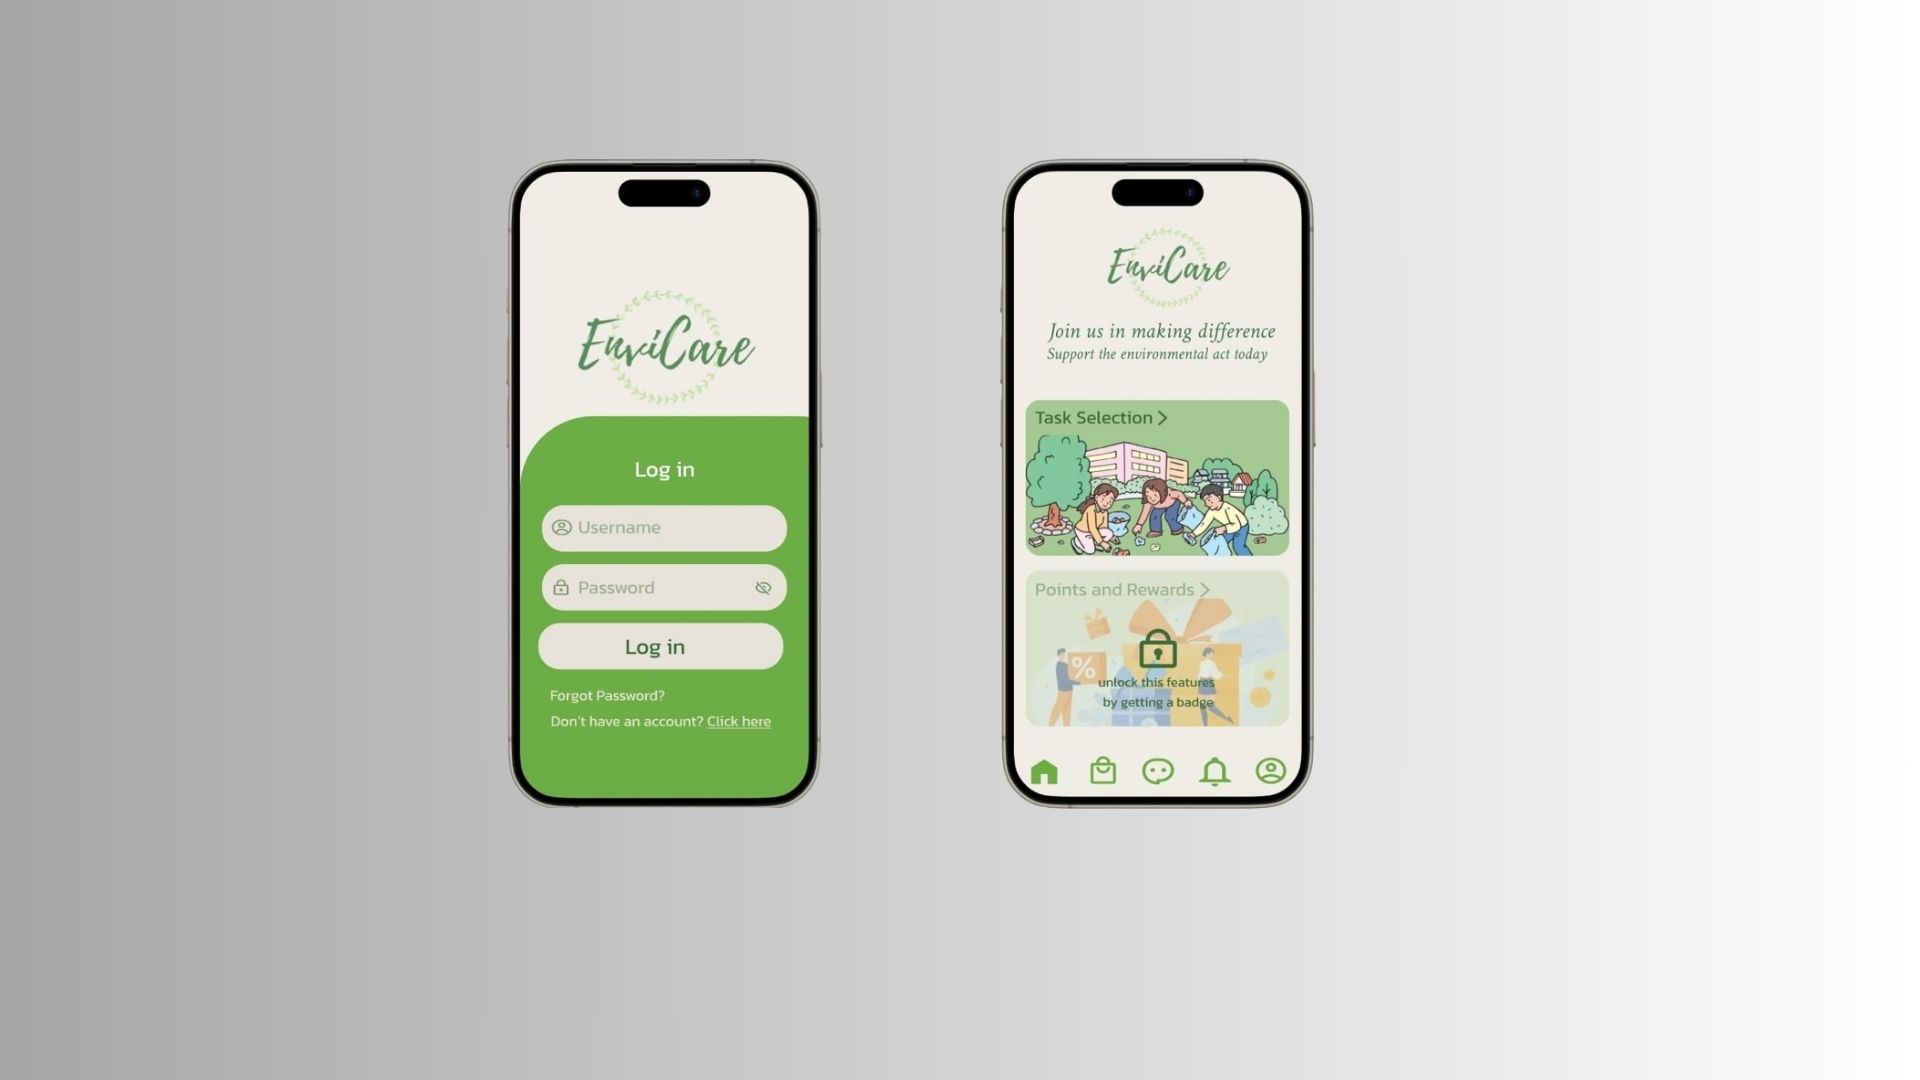 EnviCare
Log in
Username
Password
Log in
Forgot Password?
Don't have an account? Click here
EnviCare
Join us in making difference
Support the environmental act today
Task Selection >
Points and Rewards >
%
unlock this features
by getting a badge